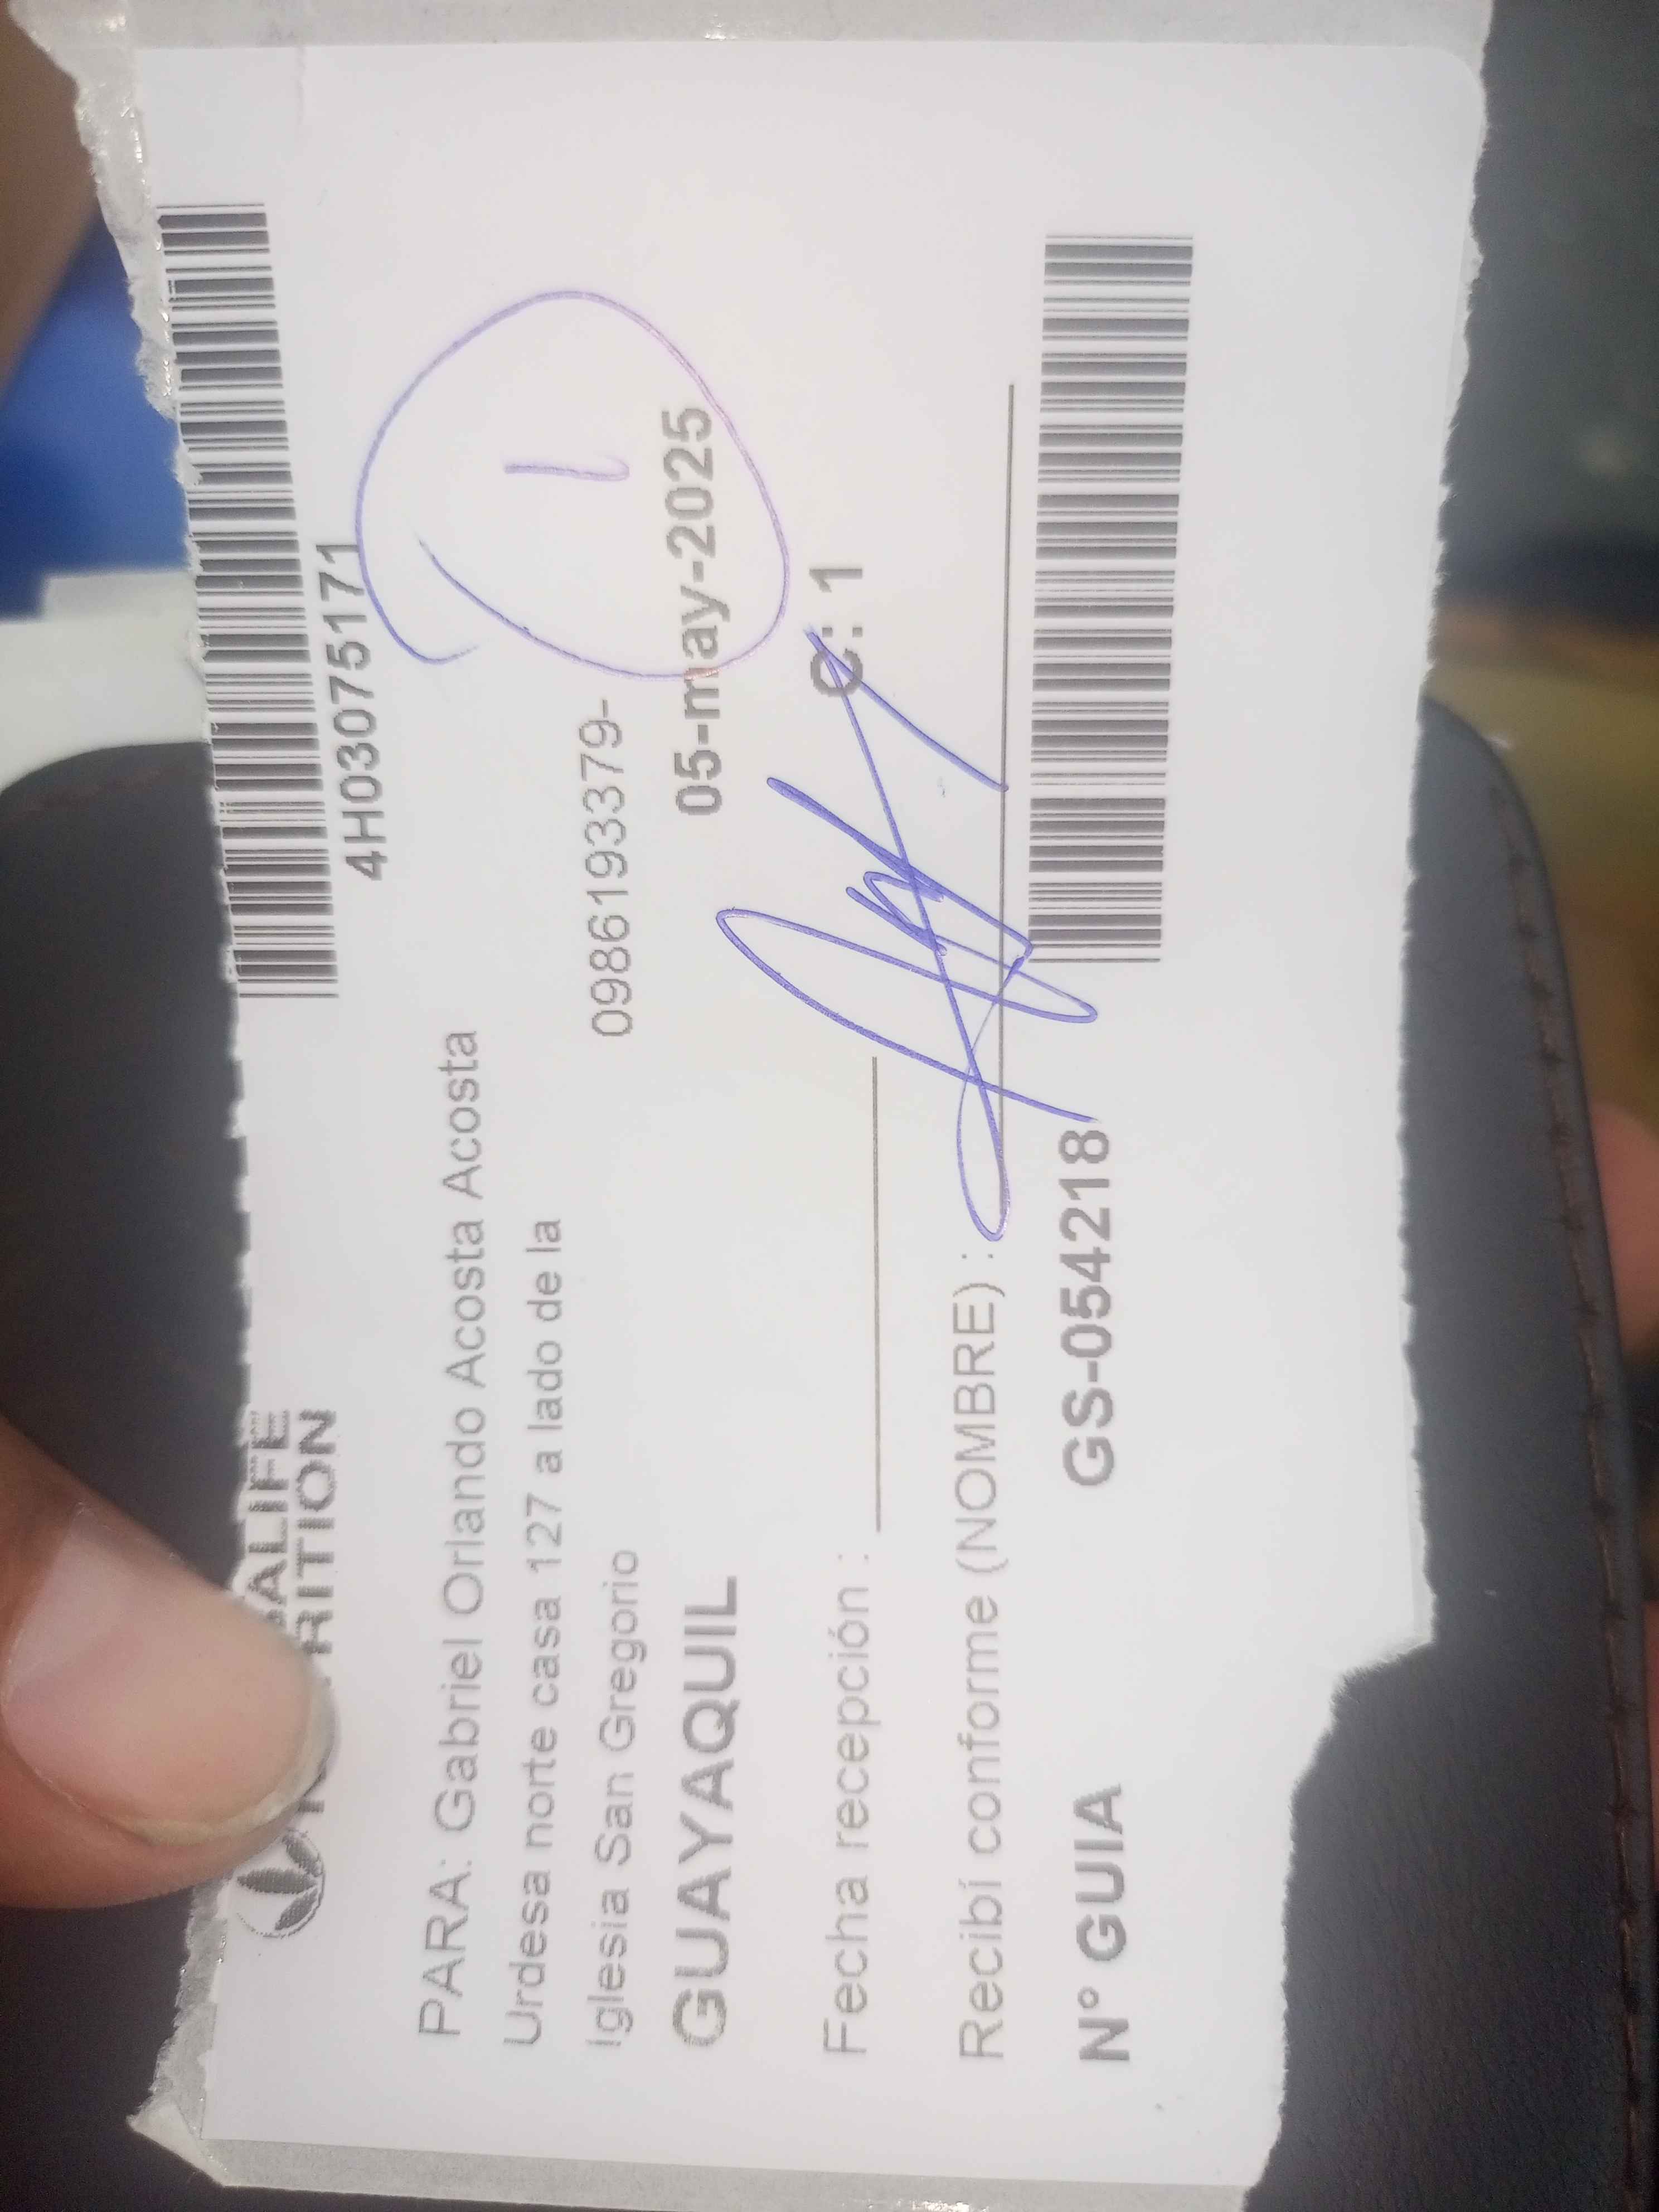 4H03075171
PARA: Gabriel Orlando Acosta Acosta
Urdesa norte casa 127 a lado de la
Iglesia San Gregorio
0986193379-
1
GUAYAQUIL
05-may-2025
Fecha recepción :
C: 1
Recibí conforme (NOMBRE) :
N° GUIA
GS-054218